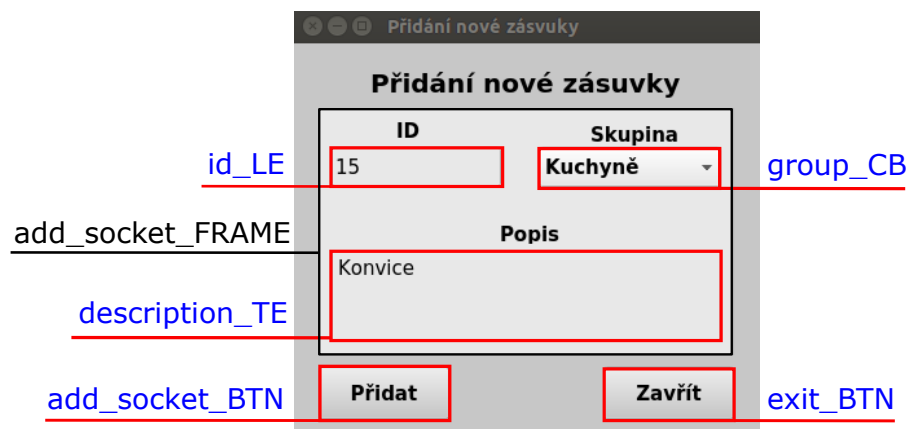 Přidání nové zásvuky
Přidání nové zásuvky
ID
Skupina
id_LE
15
Kuchyně
group_CB
add_socket_FRAME
Popis
Konvice
description_TE
Přidat
Zavřít
add_socket_BTN
exit_BTN